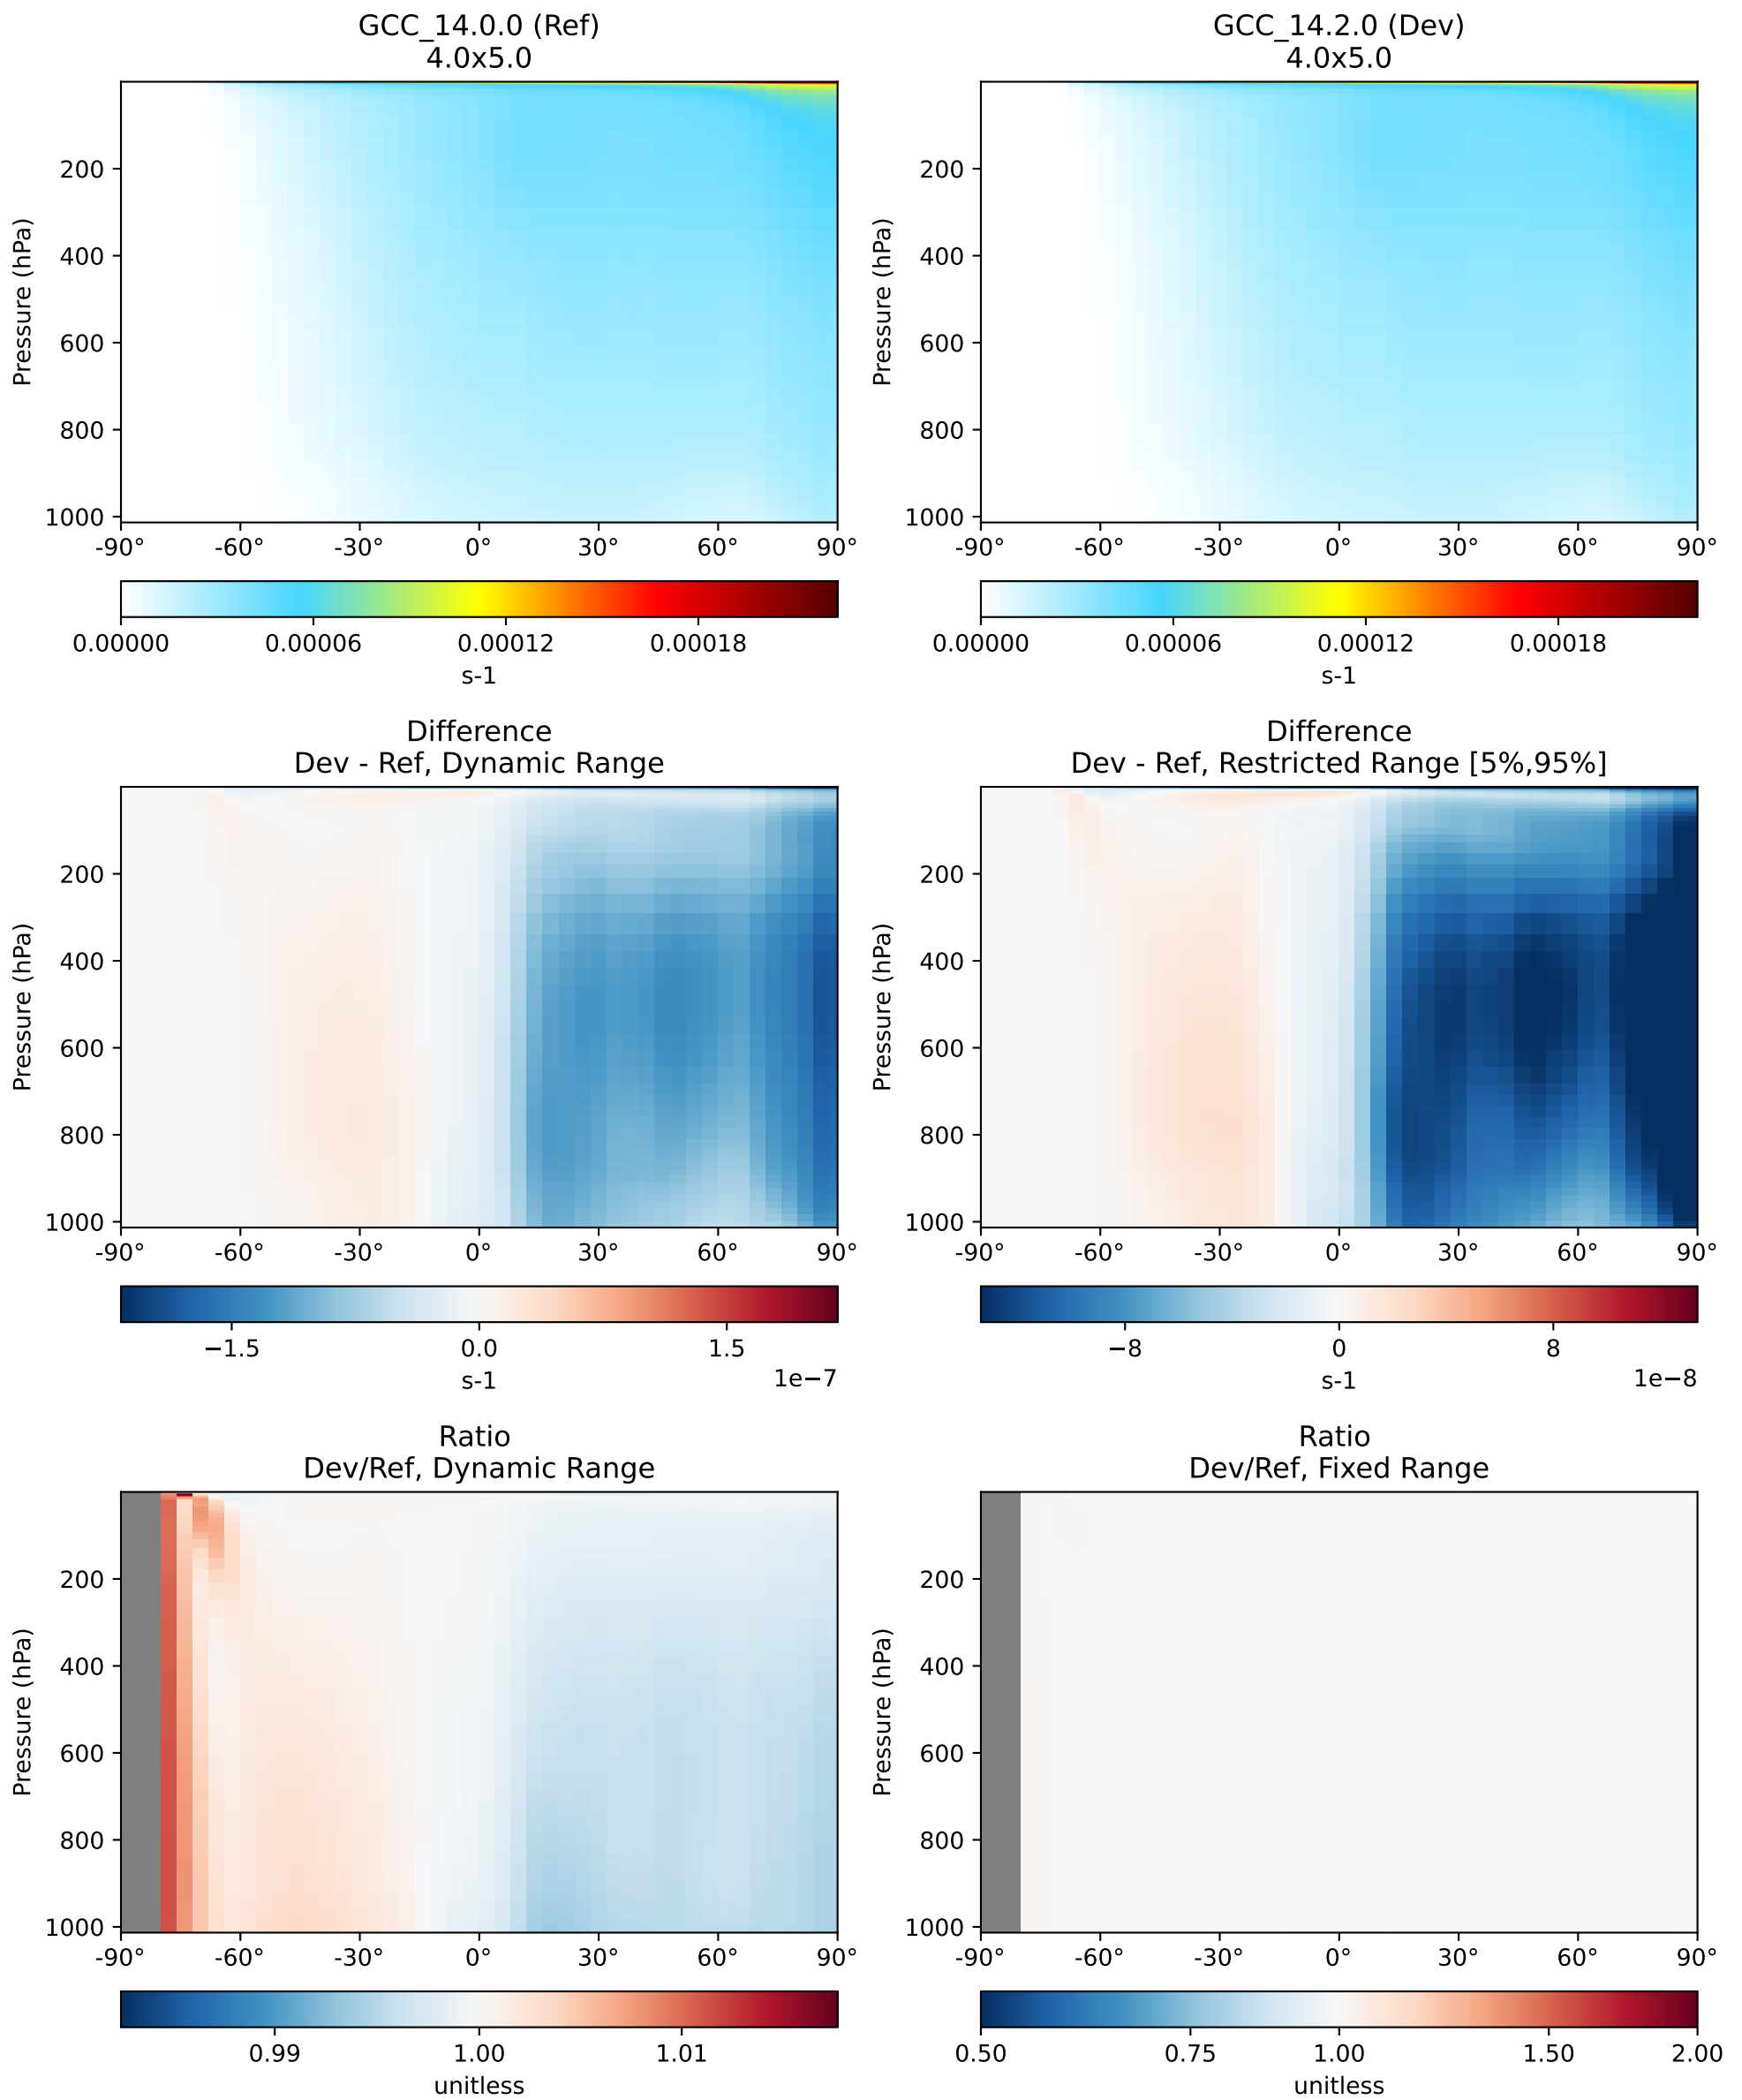 GCC_14.0.0 (Ref)
4.0x5.0
GCC_14.2.0 (Dev)
4.0x5.0
Pressure (hPa)
200
400
600
800
1000
-90° -60° -30° 0° 30° 60° 90°
0.00000 0.00006 0.00012 0.00018
s-1
Pressure (hPa)
200
400
600
800
1000
-90° -60° -30° 0° 30° 60° 90°
0.00000 0.00006 0.00012 0.00018
s-1
Difference
Dev - Ref, Dynamic Range
Pressure (hPa)
200
400
600
800
1000
-90° -60° -30° 0° 30° 60° 90°
−1.5 0.0 1.5
s-1
1e−7
Difference
Dev - Ref, Restricted Range [5%,95%]
Pressure (hPa)
200
400
600
800
1000
-90° -60° -30° 0° 30° 60° 90°
−8 0 8
s-1
1e−8
Ratio
Dev/Ref, Dynamic Range
Pressure (hPa)
200
400
600
800
1000
-90° -60° -30° 0° 30° 60° 90°
0.99 1.00 1.01
unitless
Ratio
Dev/Ref, Fixed Range
Pressure (hPa)
200
400
600
800
1000
-90° -60° -30° 0° 30° 60° 90°
0.50 0.75 1.00 1.50 2.00
unitless